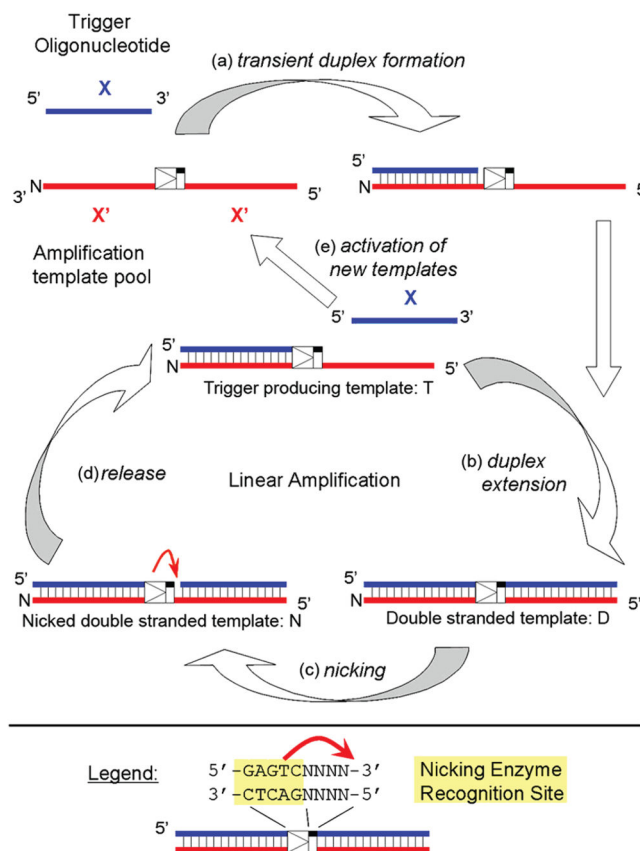 Trigger
Oligonucleotide
(a) transient duplex formation
X
5' 3'
5'
3' N 5' N 5'
X' X'
Amplification
template pool
(e) activation of
new templates
X
5' 3'
5'
N 5'
Trigger producing template: T
(d) release
Linear Amplification
(b) duplex
extension
5' 5'
N 5' N 5'
Nicked double stranded template: N
Double stranded template: D
(c) nicking
Legend:
5'-GAGTCNNNN-3'
3'-CTCAGNNNN-5'
Nicking Enzyme
Recognition Site
5'